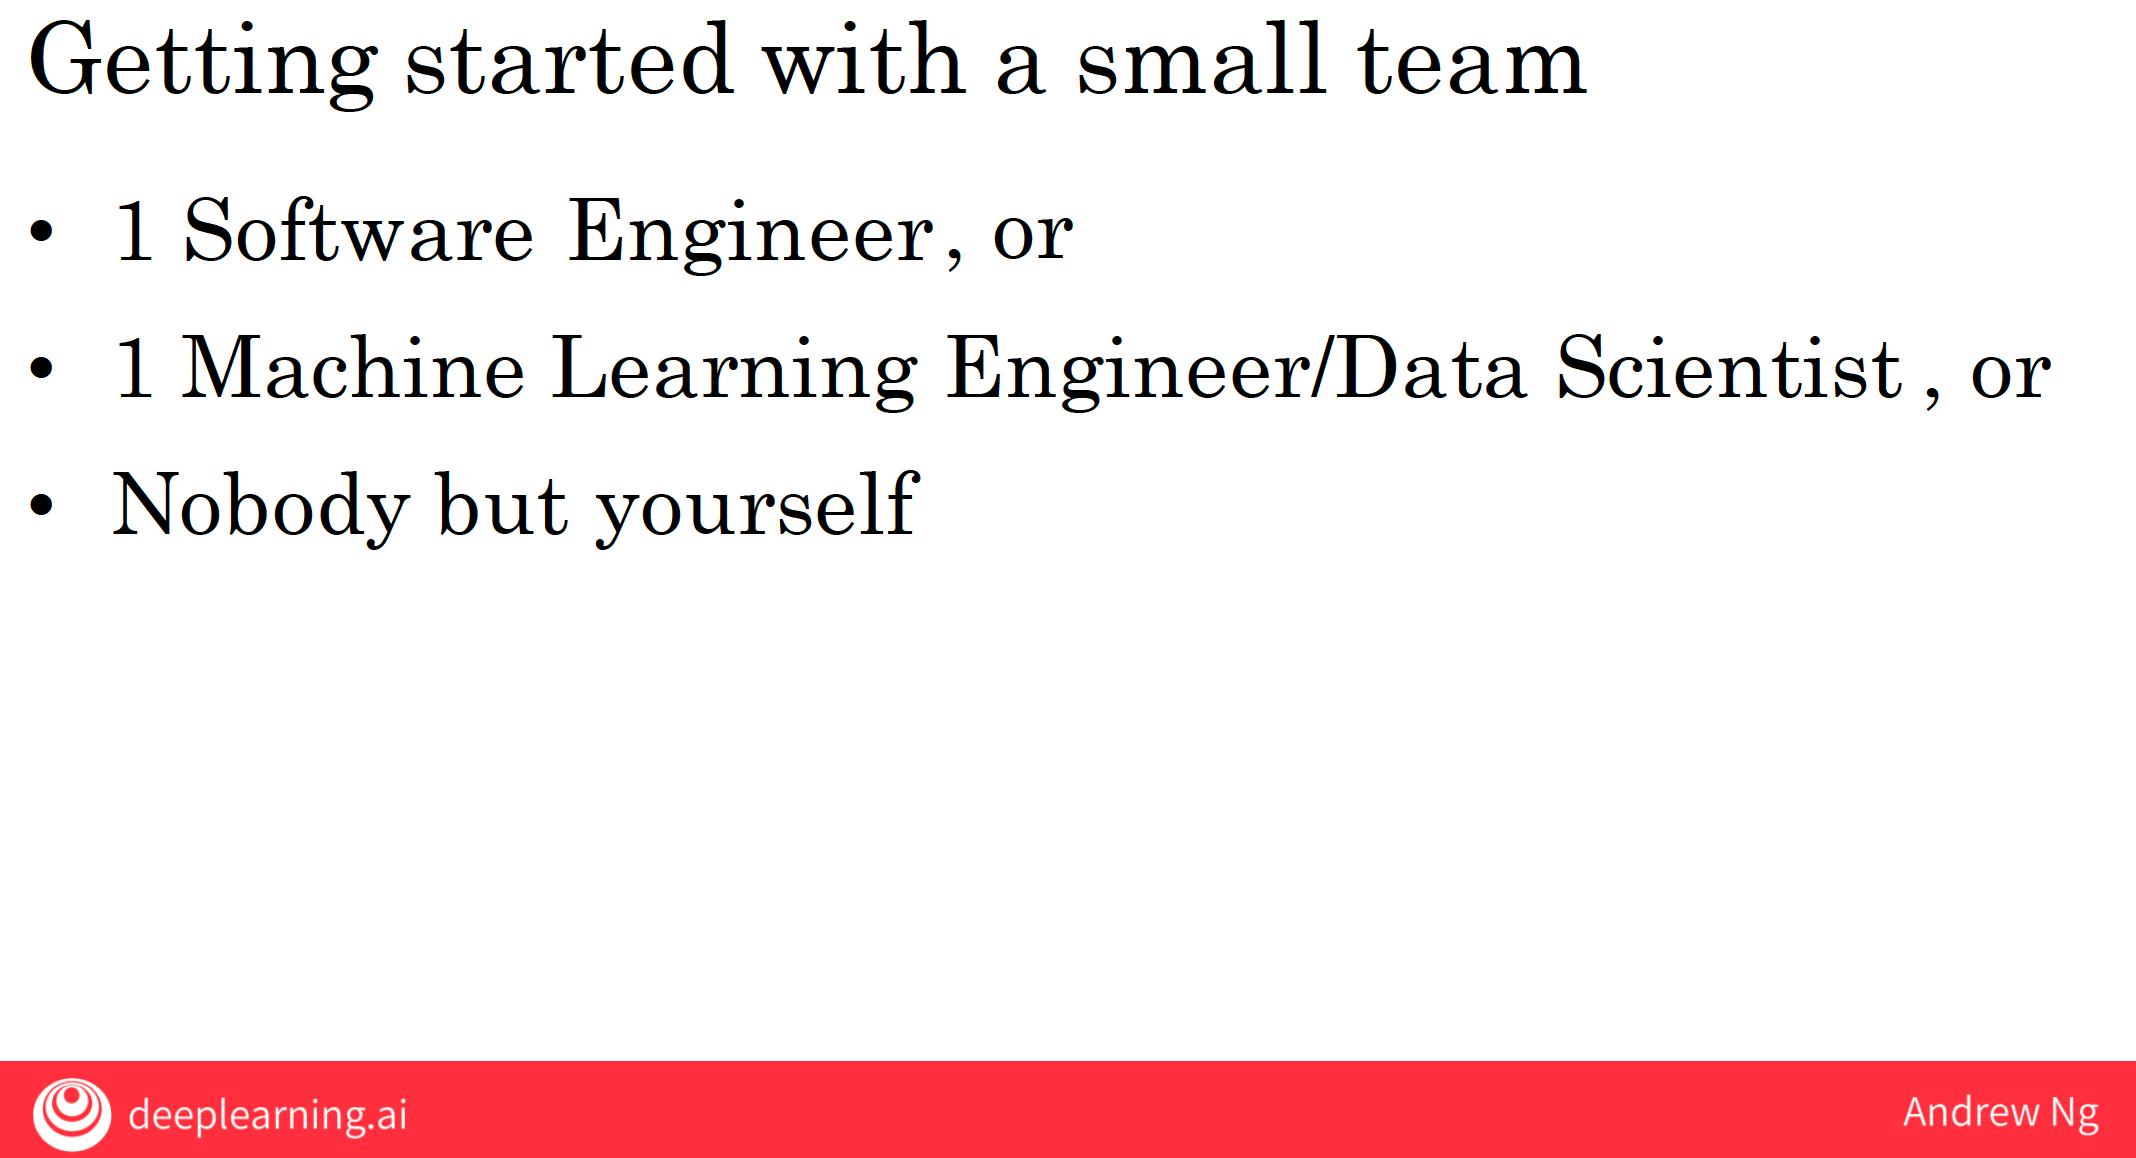 Getting started with a small team
• 1 Software Engineer, or
• 1 Machine Learning Engineer/Data Scientist, or
• Nobody but yourself
deeplearning.ai
Andrew Ng